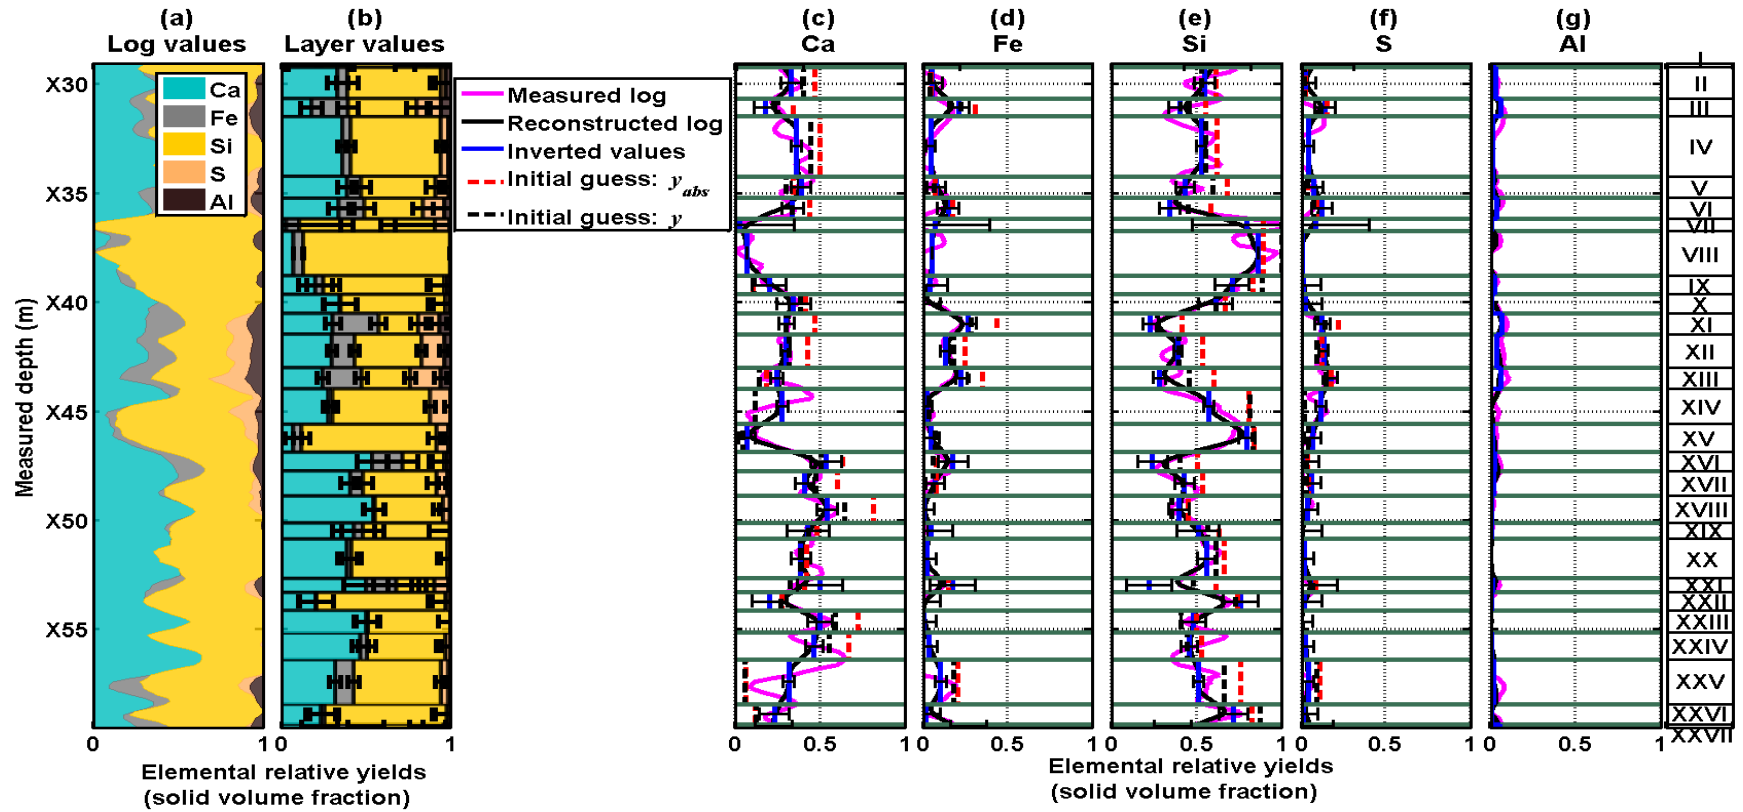 (a)
Log values
(b)
Layer values
(c)
Ca
(d)
Fe
(e)
Si
(f)
S
(g)
Al
Ca
Fe
Si
S
Al
Measured log
Reconstructed log
Inverted values
Initial guess: y_abs
Initial guess: y
Measured depth (m)
X30
X35
X40
X45
X50
X55
I
II
III
IV
V
VI
VII
VIII
IX
X
XI
XII
XIII
XIV
XV
XVI
XVII
XVIII
XIX
XX
XXI
XXII
XXIII
XXIV
XXV
XXVI
XXVII
0 1 0 1 0 0.5 1 0 0.5 1 0 0.5 1 0 0.5 1 0 0.5 1
Elemental relative yields
(solid volume fraction)
Elemental relative yields
(solid volume fraction)